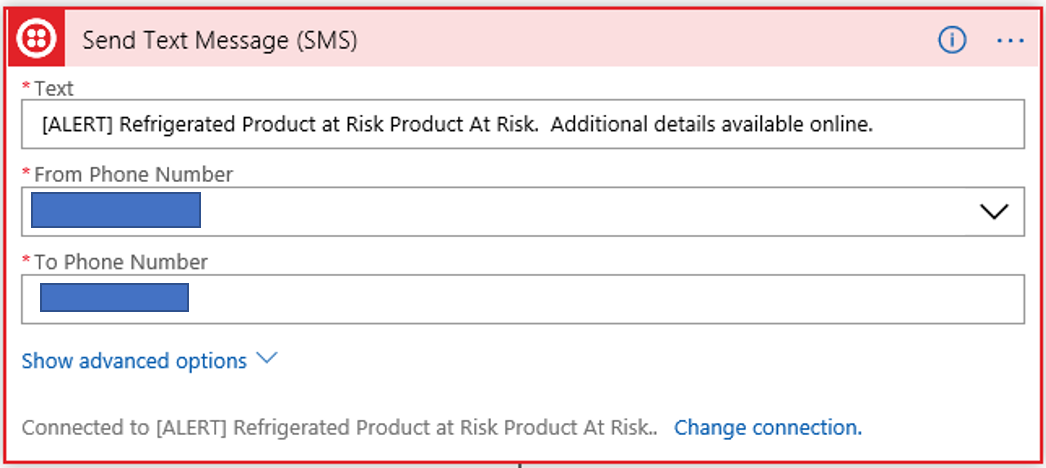 Send Text Message (SMS)
* Text
[ALERT] Refrigerated Product at Risk Product At Risk.  Additional details available online.
* From Phone Number
* To Phone Number
Show advanced options
Connected to [ALERT] Refrigerated Product at Risk Product At Risk.. Change connection.